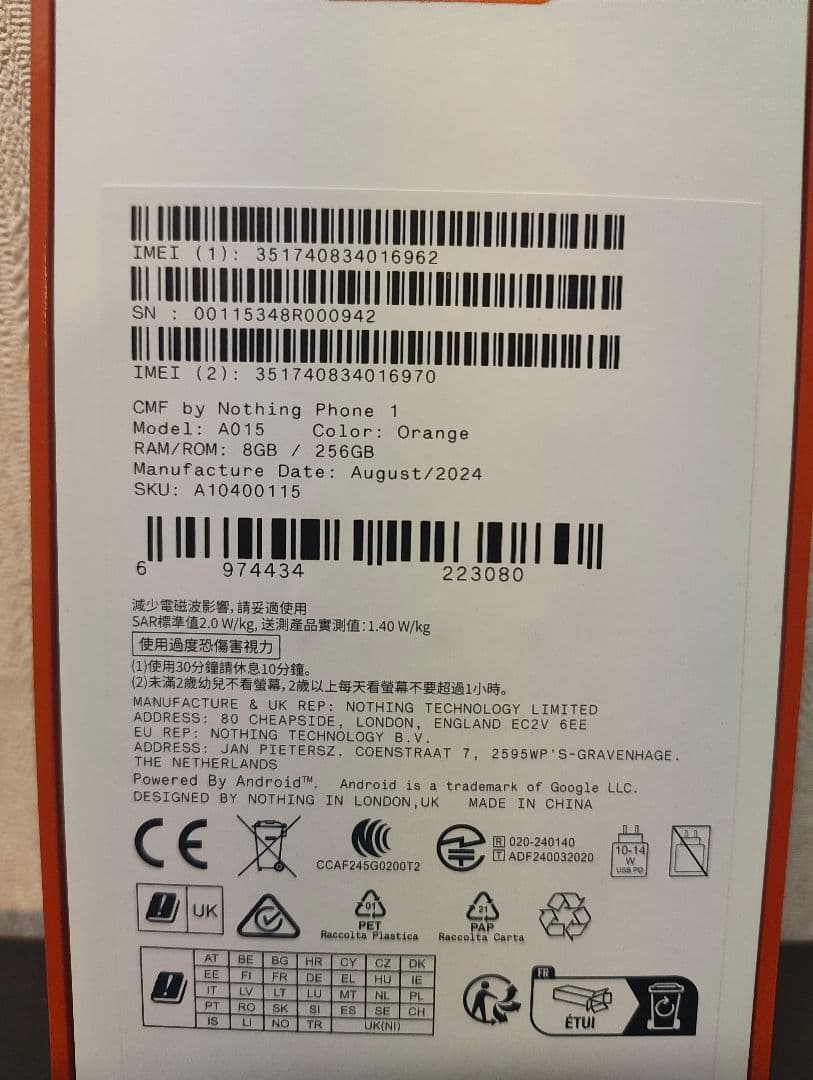 IMEI (1): 351740834016962
SN : 00115348R000942
IMEI (2): 351740834016970
CMF by Nothing Phone 1
Model: A015 Color: Orange
RAM/ROM: 8GB / 256GB
Manufacture Date: August/2024
SKU: A10400115
6 974434 223080
減少電磁波影響,請妥適使用
SAR標準值2.0 W/kg, 送測產品實測值:1.40 W/kg
使用過度恐傷害視力
(1)使用30分鐘請休息10分鐘。
(2)未滿2歲幼兒不看螢幕,2歲以上每天看螢幕不要超過1小時。
MANUFACTURE & UK REP: NOTHING TECHNOLOGY LIMITED
ADDRESS: 80 CHEAPSIDE, LONDON, ENGLAND EC2V 6EE
EU REP: NOTHING TECHNOLOGY B.V.
ADDRESS: JAN PIETERSZ. COENSTRAAT 7, 2595WP'S-GRAVENHAGE.
THE NETHERLANDS
Powered By Android™. Android is a trademark of Google LLC.
DESIGNED BY NOTHING IN LONDON,UK MADE IN CHINA
CE
CCAF245G0200T2
R 020-240140
T ADF240032020
10-14
W
USB PD
UK
01
PET
Raccolta Plastica
21
PAP
Raccolta Carta
AT BE BG HR CY CZ DK
EE FI FR DE EL HU IE
IT LV LT LU MT NL PL
PT RO SK SI ES SE CH
IS LI NO TR UK(NI)
FR
ÉTUI